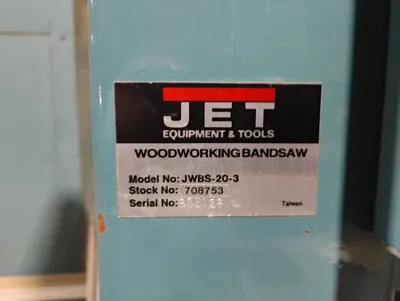 JET
EQUIPMENT & TOOLS
WOODWORKING BANDSAW
Model No: JWBS-20-3
Stock No: 708753
Serial No:
Taiwan